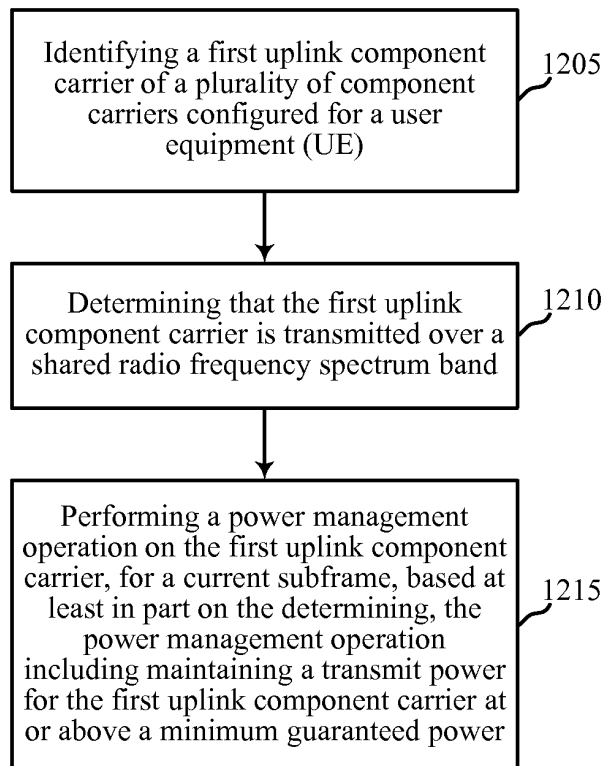 Identifying a first uplink component
carrier of a plurality of component
carriers configured for a user
equipment (UE)
1205
Determining that the first uplink
component carrier is transmitted over a
shared radio frequency spectrum band
1210
Performing a power management
operation on the first uplink component
carrier, for a current subframe, based at
least in part on the determining, the
power management operation
including maintaining a transmit power
for the first uplink component carrier at
or above a minimum guaranteed power
1215